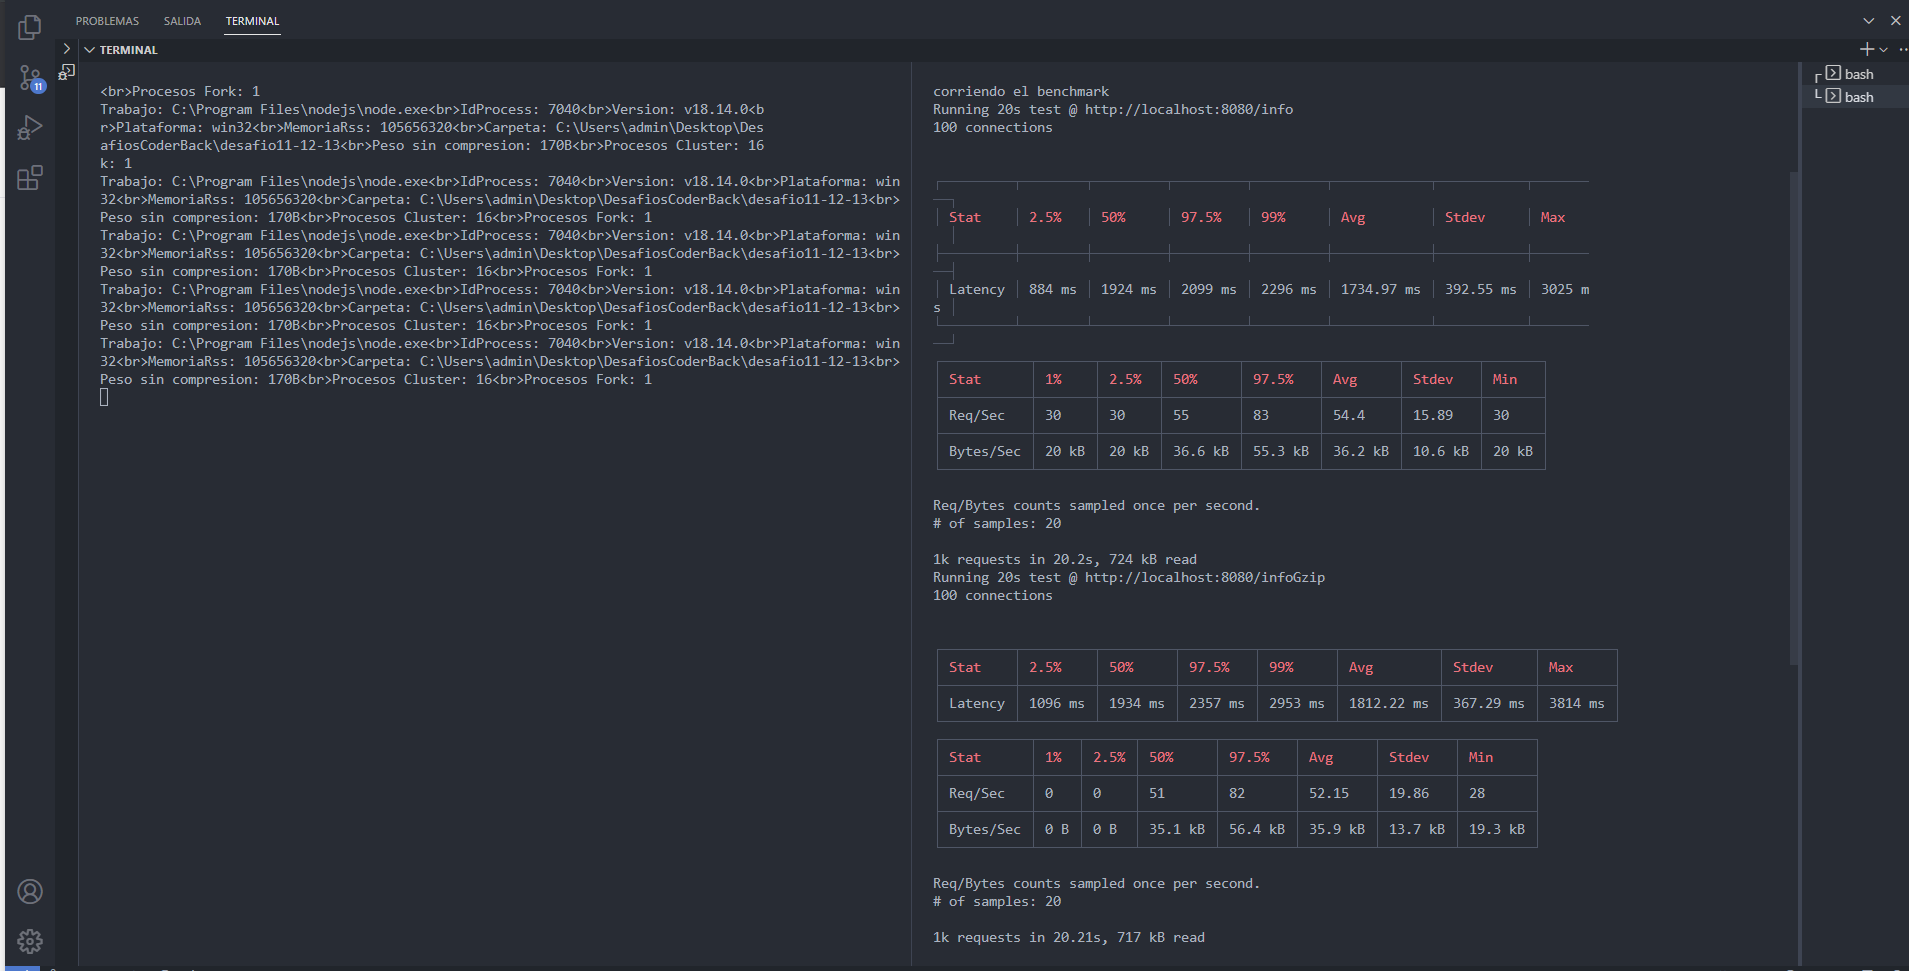 PROBLEMAS SALIDA TERMINAL
TERMINAL
11
<br>Procesos Fork: 1
Trabajo: C:\Program Files\nodejs\node.exe<br>IdProcess: 7040<br>Version: v18.14.0<b
r>Plataforma: win32<br>MemoriaRss: 105656320<br>Carpeta: C:\Users\admin\Desktop\Des
afiosCoderBack\desafio11-12-13<br>Peso sin compresion: 170B<br>Procesos Cluster: 16
k: 1
Trabajo: C:\Program Files\nodejs\node.exe<br>IdProcess: 7040<br>Version: v18.14.0<br>Plataforma: win
32<br>MemoriaRss: 105656320<br>Carpeta: C:\Users\admin\Desktop\DesafiosCoderBack\desafio11-12-13<br>
Peso sin compresion: 170B<br>Procesos Cluster: 16<br>Procesos Fork: 1
Trabajo: C:\Program Files\nodejs\node.exe<br>IdProcess: 7040<br>Version: v18.14.0<br>Plataforma: win
32<br>MemoriaRss: 105656320<br>Carpeta: C:\Users\admin\Desktop\DesafiosCoderBack\desafio11-12-13<br>
Peso sin compresion: 170B<br>Procesos Cluster: 16<br>Procesos Fork: 1
Trabajo: C:\Program Files\nodejs\node.exe<br>IdProcess: 7040<br>Version: v18.14.0<br>Plataforma: win
32<br>MemoriaRss: 105656320<br>Carpeta: C:\Users\admin\Desktop\DesafiosCoderBack\desafio11-12-13<br>
Peso sin compresion: 170B<br>Procesos Cluster: 16<br>Procesos Fork: 1
Trabajo: C:\Program Files\nodejs\node.exe<br>IdProcess: 7040<br>Version: v18.14.0<br>Plataforma: win
32<br>MemoriaRss: 105656320<br>Carpeta: C:\Users\admin\Desktop\DesafiosCoderBack\desafio11-12-13<br>
Peso sin compresion: 170B<br>Procesos Cluster: 16<br>Procesos Fork: 1
corriendo el benchmark
Running 20s test @ http://localhost:8080/info
100 connections
Stat 2.5% 50% 97.5% 99% Avg Stdev Max
Latency 884 ms 1924 ms 2099 ms 2296 ms 1734.97 ms 392.55 ms 3025 m
s
Stat 1% 2.5% 50% 97.5% Avg Stdev Min
Req/Sec 30 30 55 83 54.4 15.89 30
Bytes/Sec 20 kB 20 kB 36.6 kB 55.3 kB 36.2 kB 10.6 kB 20 kB
Req/Bytes counts sampled once per second.
# of samples: 20
1k requests in 20.2s, 724 kB read
Running 20s test @ http://localhost:8080/infoGzip
100 connections
Stat 2.5% 50% 97.5% 99% Avg Stdev Max
Latency 1096 ms 1934 ms 2357 ms 2953 ms 1812.22 ms 367.29 ms 3814 ms
Stat 1% 2.5% 50% 97.5% Avg Stdev Min
Req/Sec 0 0 51 82 52.15 19.86 28
Bytes/Sec 0 B 0 B 35.1 kB 56.4 kB 35.9 kB 13.7 kB 19.3 kB
Req/Bytes counts sampled once per second.
# of samples: 20
1k requests in 20.21s, 717 kB read
bash
bash